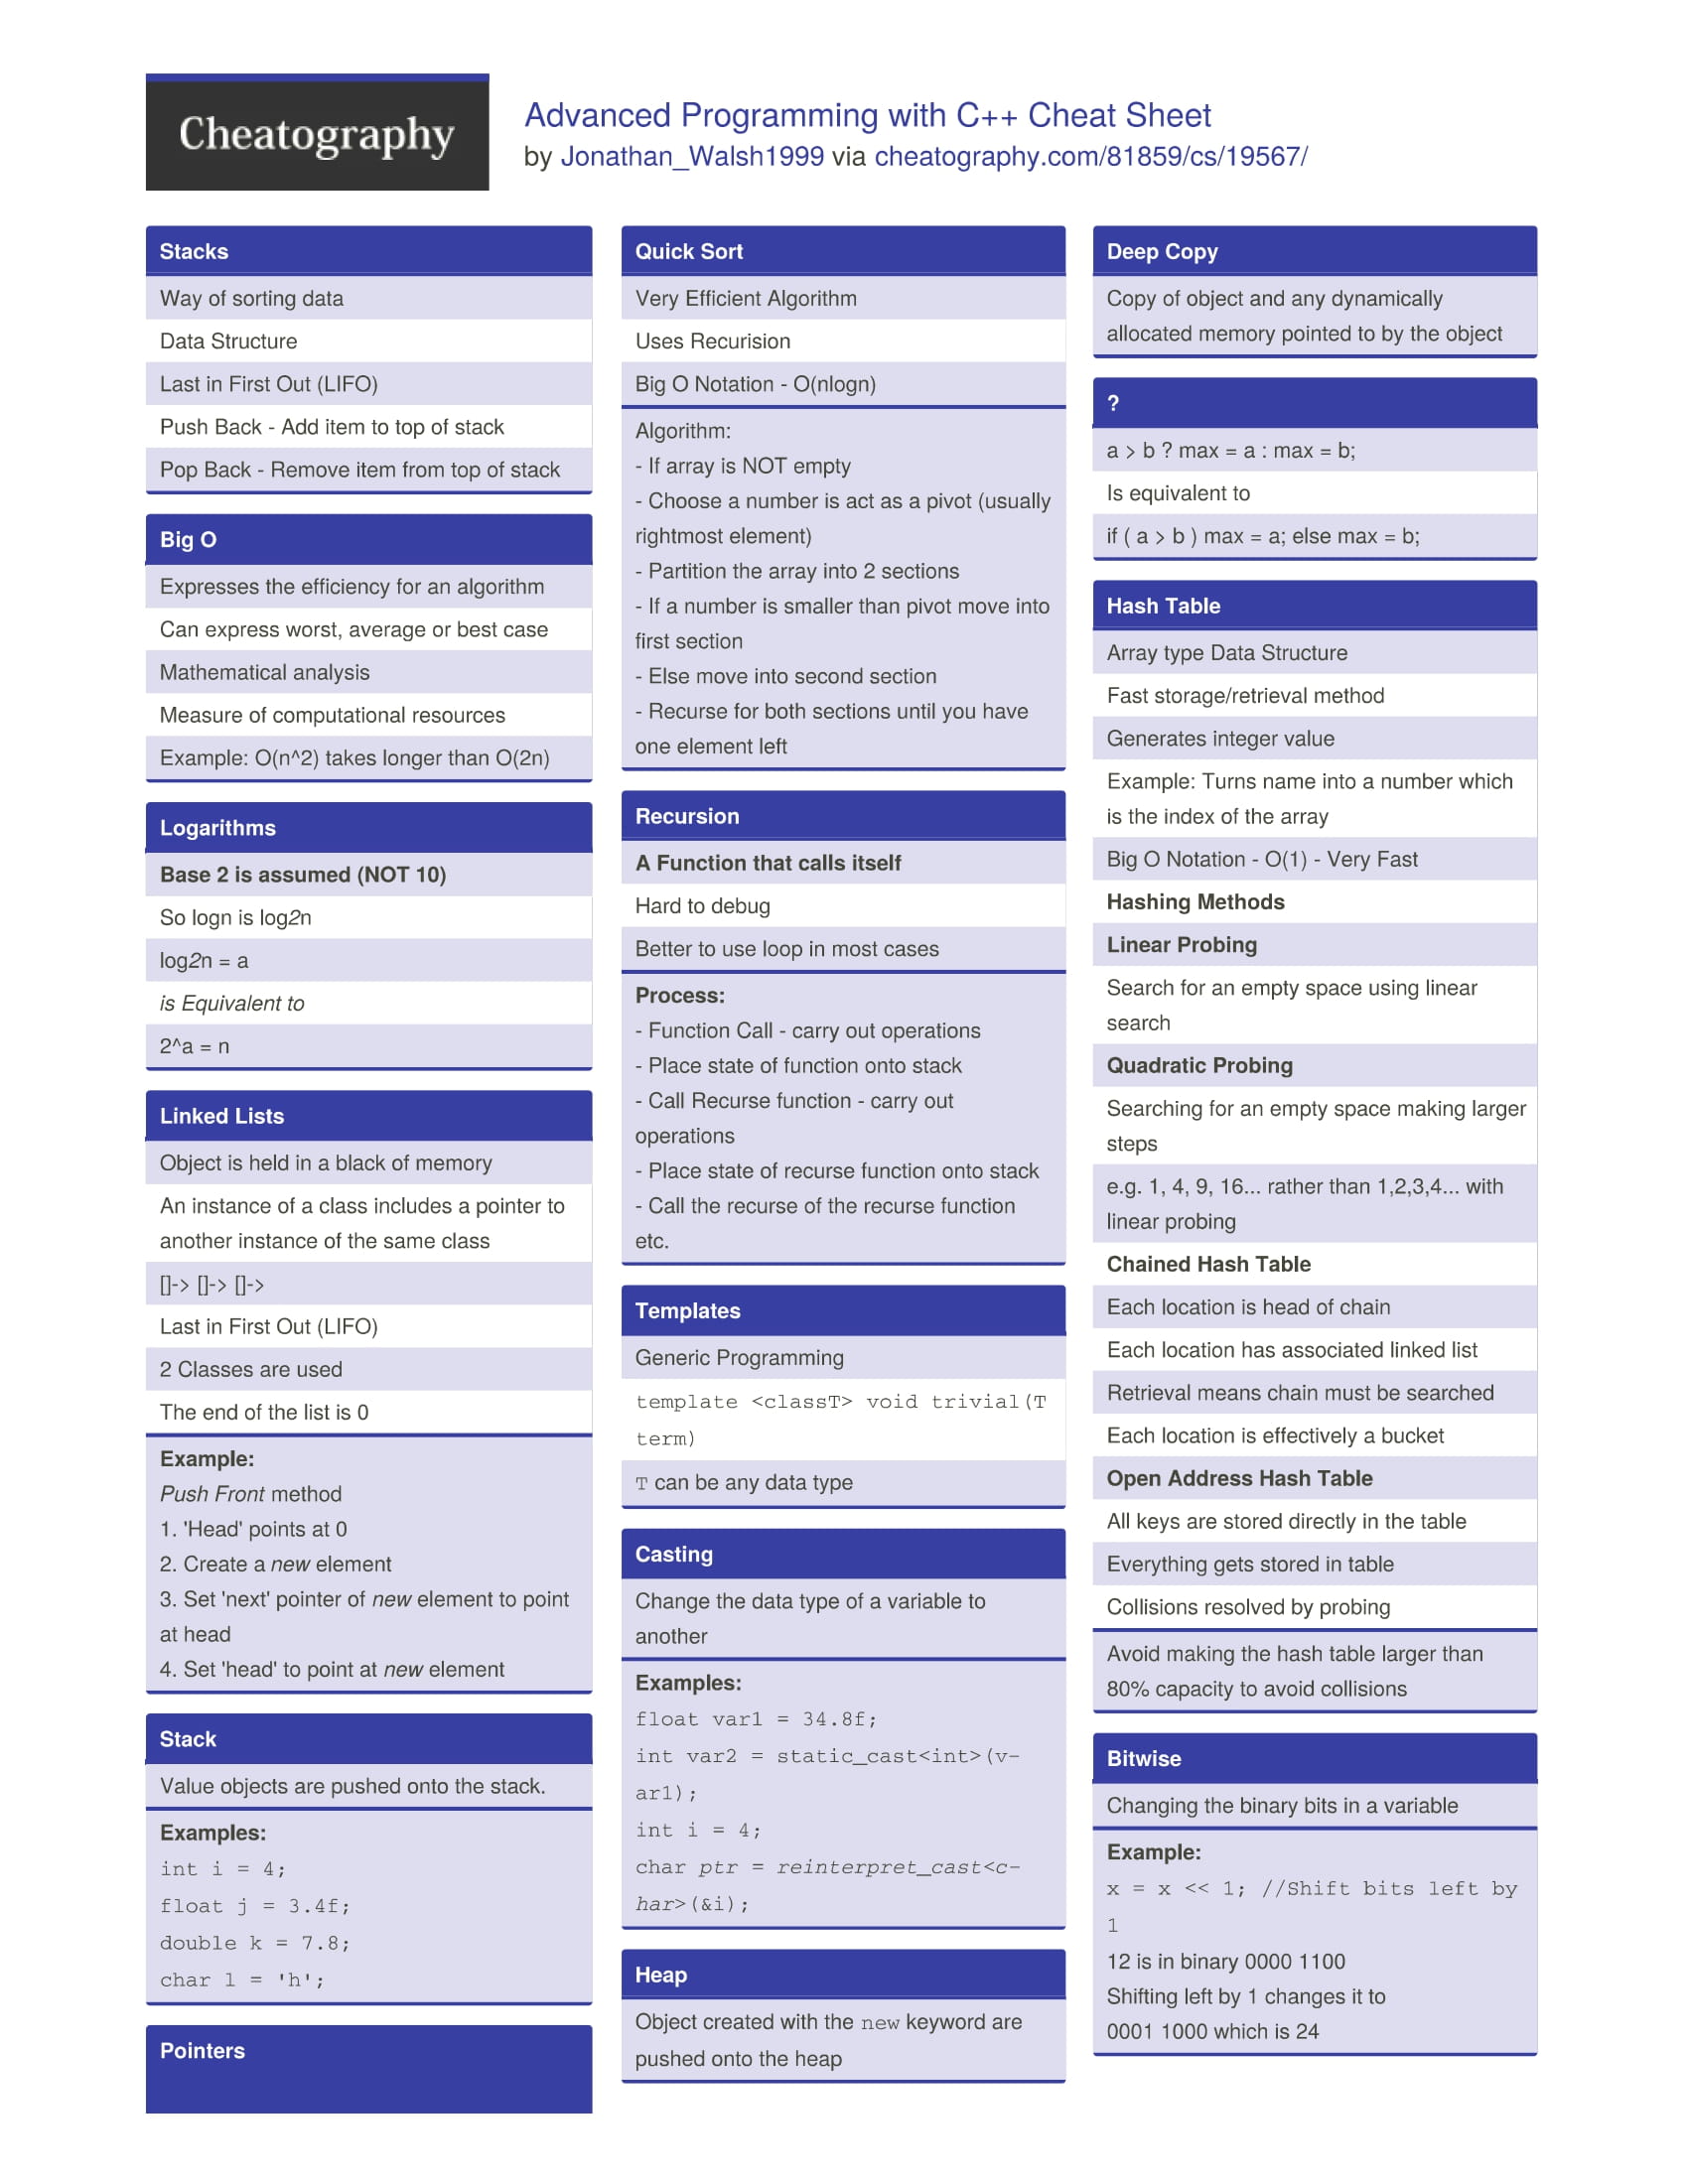 Cheatography
Advanced Programming with C++ Cheat Sheet
by Jonathan_Walsh1999 via cheatography.com/81859/cs/19567/
Stacks
Way of sorting data
Data Structure
Last in First Out (LIFO)
Push Back - Add item to top of stack
Pop Back - Remove item from top of stack
Big O
Expresses the efficiency for an algorithm
Can express worst, average or best case
Mathematical analysis
Measure of computational resources
Example: O(n^2) takes longer than O(2n)
Logarithms
Base 2 is assumed (NOT 10)
So logn is log2n
log2n = a
is Equivalent to
2^a = n
Linked Lists
Object is held in a black of memory
An instance of a class includes a pointer to
another instance of the same class
[]-> []-> []->
Last in First Out (LIFO)
2 Classes are used
The end of the list is 0
Example:
Push Front method
1. 'Head' points at 0
2. Create a new element
3. Set 'next' pointer of new element to point
at head
4. Set 'head' to point at new element
Stack
Value objects are pushed onto the stack.
Examples:
int i = 4;
float j = 3.4f;
double k = 7.8;
char l = 'h';
Pointers
Quick Sort
Very Efficient Algorithm
Uses Recurision
Big O Notation - O(nlogn)
Algorithm:
- If array is NOT empty
- Choose a number is act as a pivot (usually
rightmost element)
- Partition the array into 2 sections
- If a number is smaller than pivot move into
first section
- Else move into second section
- Recurse for both sections until you have
one element left
Recursion
A Function that calls itself
Hard to debug
Better to use loop in most cases
Process:
- Function Call - carry out operations
- Place state of function onto stack
- Call Recurse function - carry out
operations
- Place state of recurse function onto stack
- Call the recurse of the recurse function
etc.
Templates
Generic Programming
template <classT> void trivial(T
term)
T can be any data type
Casting
Change the data type of a variable to
another
Examples:
float var1 = 34.8f;
int var2 = static_cast<int>(v-
ar1);
int i = 4;
char ptr = reinterpret_cast<c-
har>(&i);
Heap
Object created with the new keyword are
pushed onto the heap
Deep Copy
Copy of object and any dynamically
allocated memory pointed to by the object
?
a > b ? max = a : max = b;
Is equivalent to
if ( a > b ) max = a; else max = b;
Hash Table
Array type Data Structure
Fast storage/retrieval method
Generates integer value
Example: Turns name into a number which
is the index of the array
Big O Notation - O(1) - Very Fast
Hashing Methods
Linear Probing
Search for an empty space using linear
search
Quadratic Probing
Searching for an empty space making larger
steps
e.g. 1, 4, 9, 16... rather than 1,2,3,4... with
linear probing
Chained Hash Table
Each location is head of chain
Each location has associated linked list
Retrieval means chain must be searched
Each location is effectively a bucket
Open Address Hash Table
All keys are stored directly in the table
Everything gets stored in table
Collisions resolved by probing
Avoid making the hash table larger than
80% capacity to avoid collisions
Bitwise
Changing the binary bits in a variable
Example:
x = x << 1; //Shift bits left by
1
12 is in binary 0000 1100
Shifting left by 1 changes it to
0001 1000 which is 24